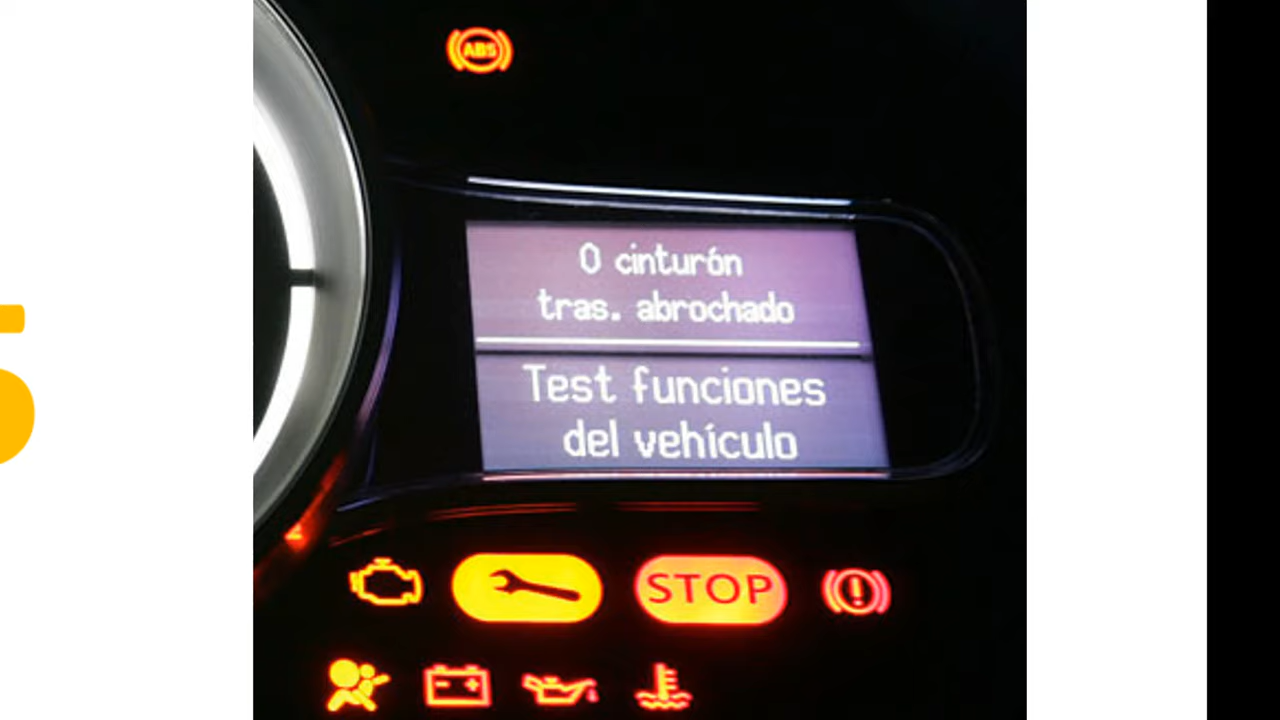 ABS
0 cinturón
tras. abrochado
Test funciones
del vehículo
STOP